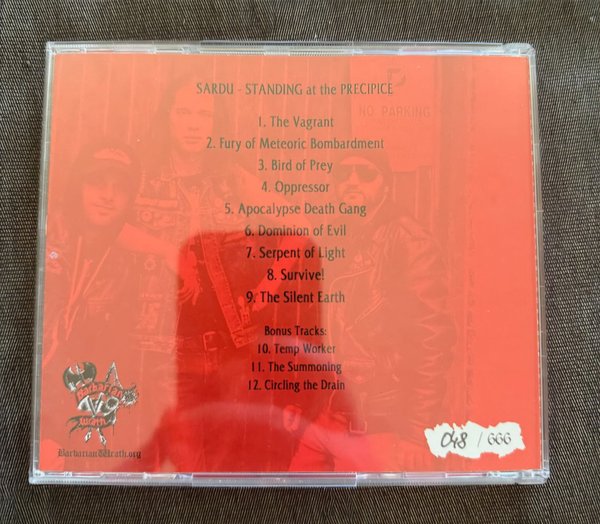 SARDU - STANDING at the PRECIPICE
NO PARKING
1. The Vagrant
2. Fury of Meteoric Bombardment
3. Bird of Prey
4. Oppressor
5. Apocalypse Death Gang
6. Dominion of Evil
7. Serpent of Light
8. Survive!
9. The Silent Earth
Bonus Tracks:
10. Temp Worker
11. The Summoning
12. Circling the Drain
Barbarian
Wrath
BarbarianWrath.org
048 / 666